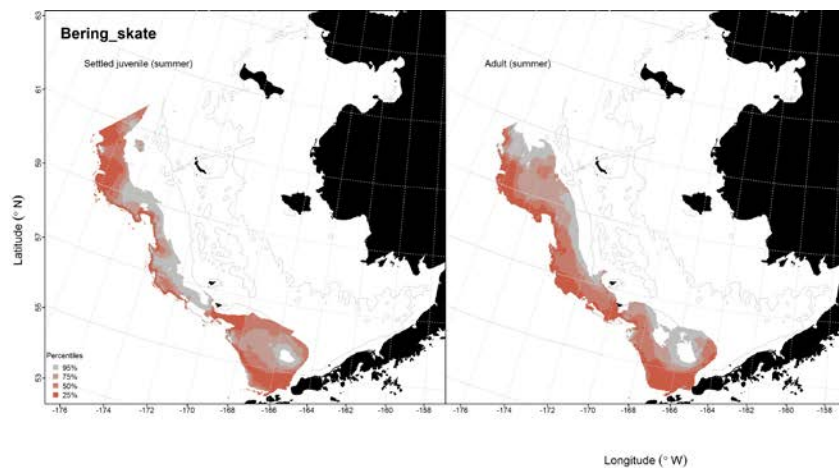 Bering_skate
Settled juvenile (summer)
Adult (summer)
63
61
59
57
55
53
Latitude (° N)
Percentiles
95%
75%
50%
25%
-176 -174 -172 -170 -168 -166 -164 -162 -160 -158
-176 -174 -172 -170 -168 -166 -164 -162 -160 -158
Longitude (° W)